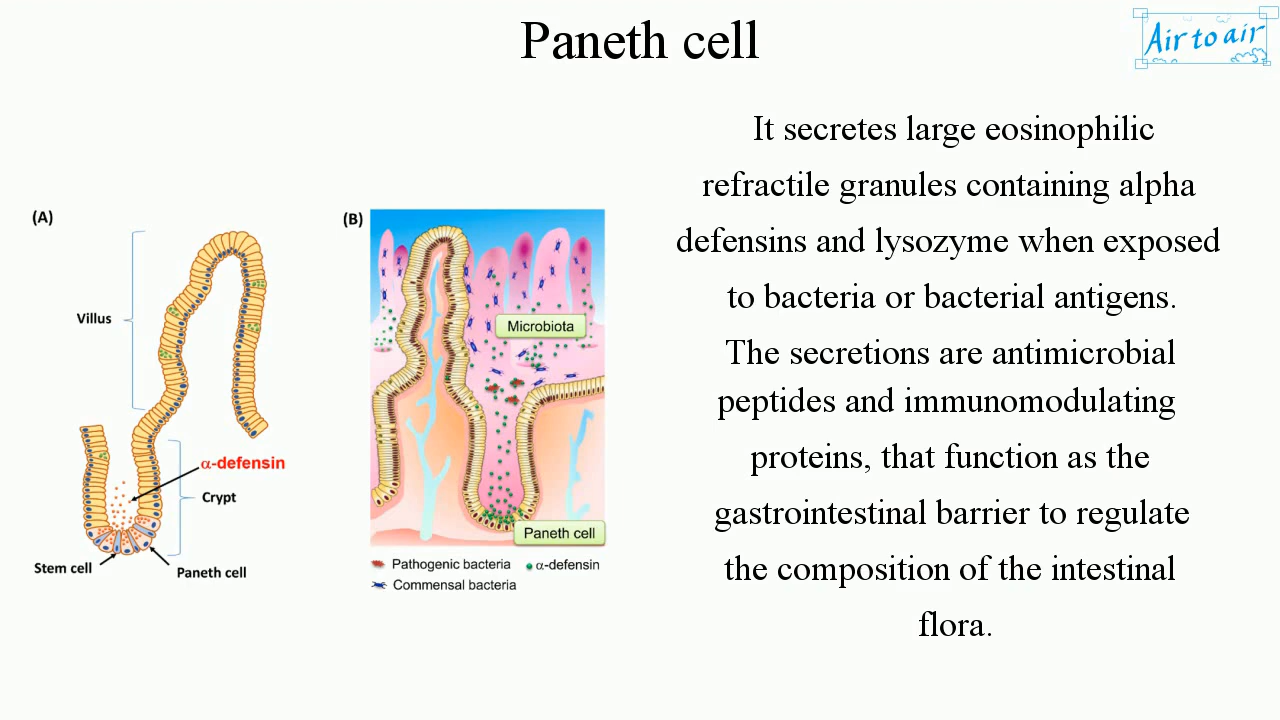 Paneth cell
Air to air
It secretes large eosinophilic
refractile granules containing alpha
defensins and lysozyme when exposed
to bacteria or bacterial antigens.
The secretions are antimicrobial
peptides and immunomodulating
proteins, that function as the
gastrointestinal barrier to regulate
the composition of the intestinal
flora.
(A)
Villus
α-defensin
Crypt
Stem cell
Paneth cell
(B)
Microbiota
Paneth cell
Pathogenic bacteria
α-defensin
Commensal bacteria